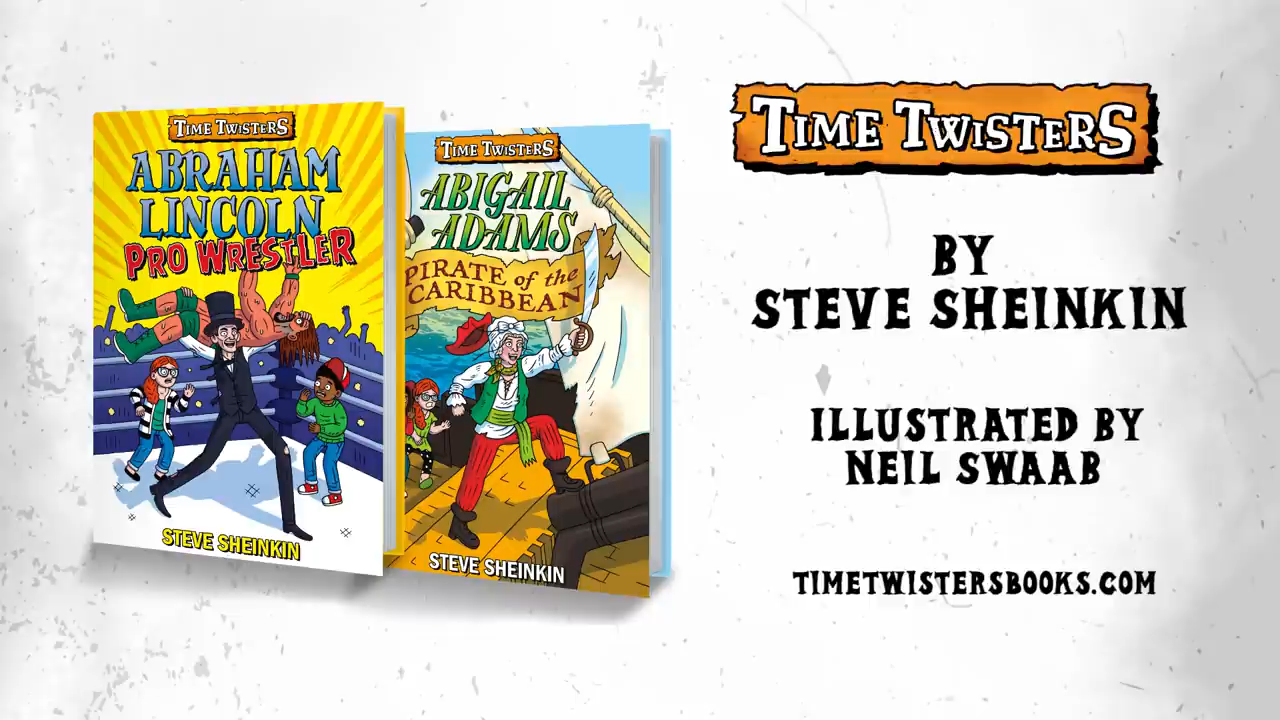 TIME TWISTERS
ABRAHAM
LINCOLN
PRO WRESTLER
STEVE SHEINKIN
TIME TWISTERS
ABIGAIL
ADAMS
PIRATE of the
CARIBBEAN
STEVE SHEINKIN
TIME TWISTERS
BY
STEVE SHEINKIN
ILLUSTRATED BY
NEIL SWAAB
TIMETWISTERSBOOKS.COM